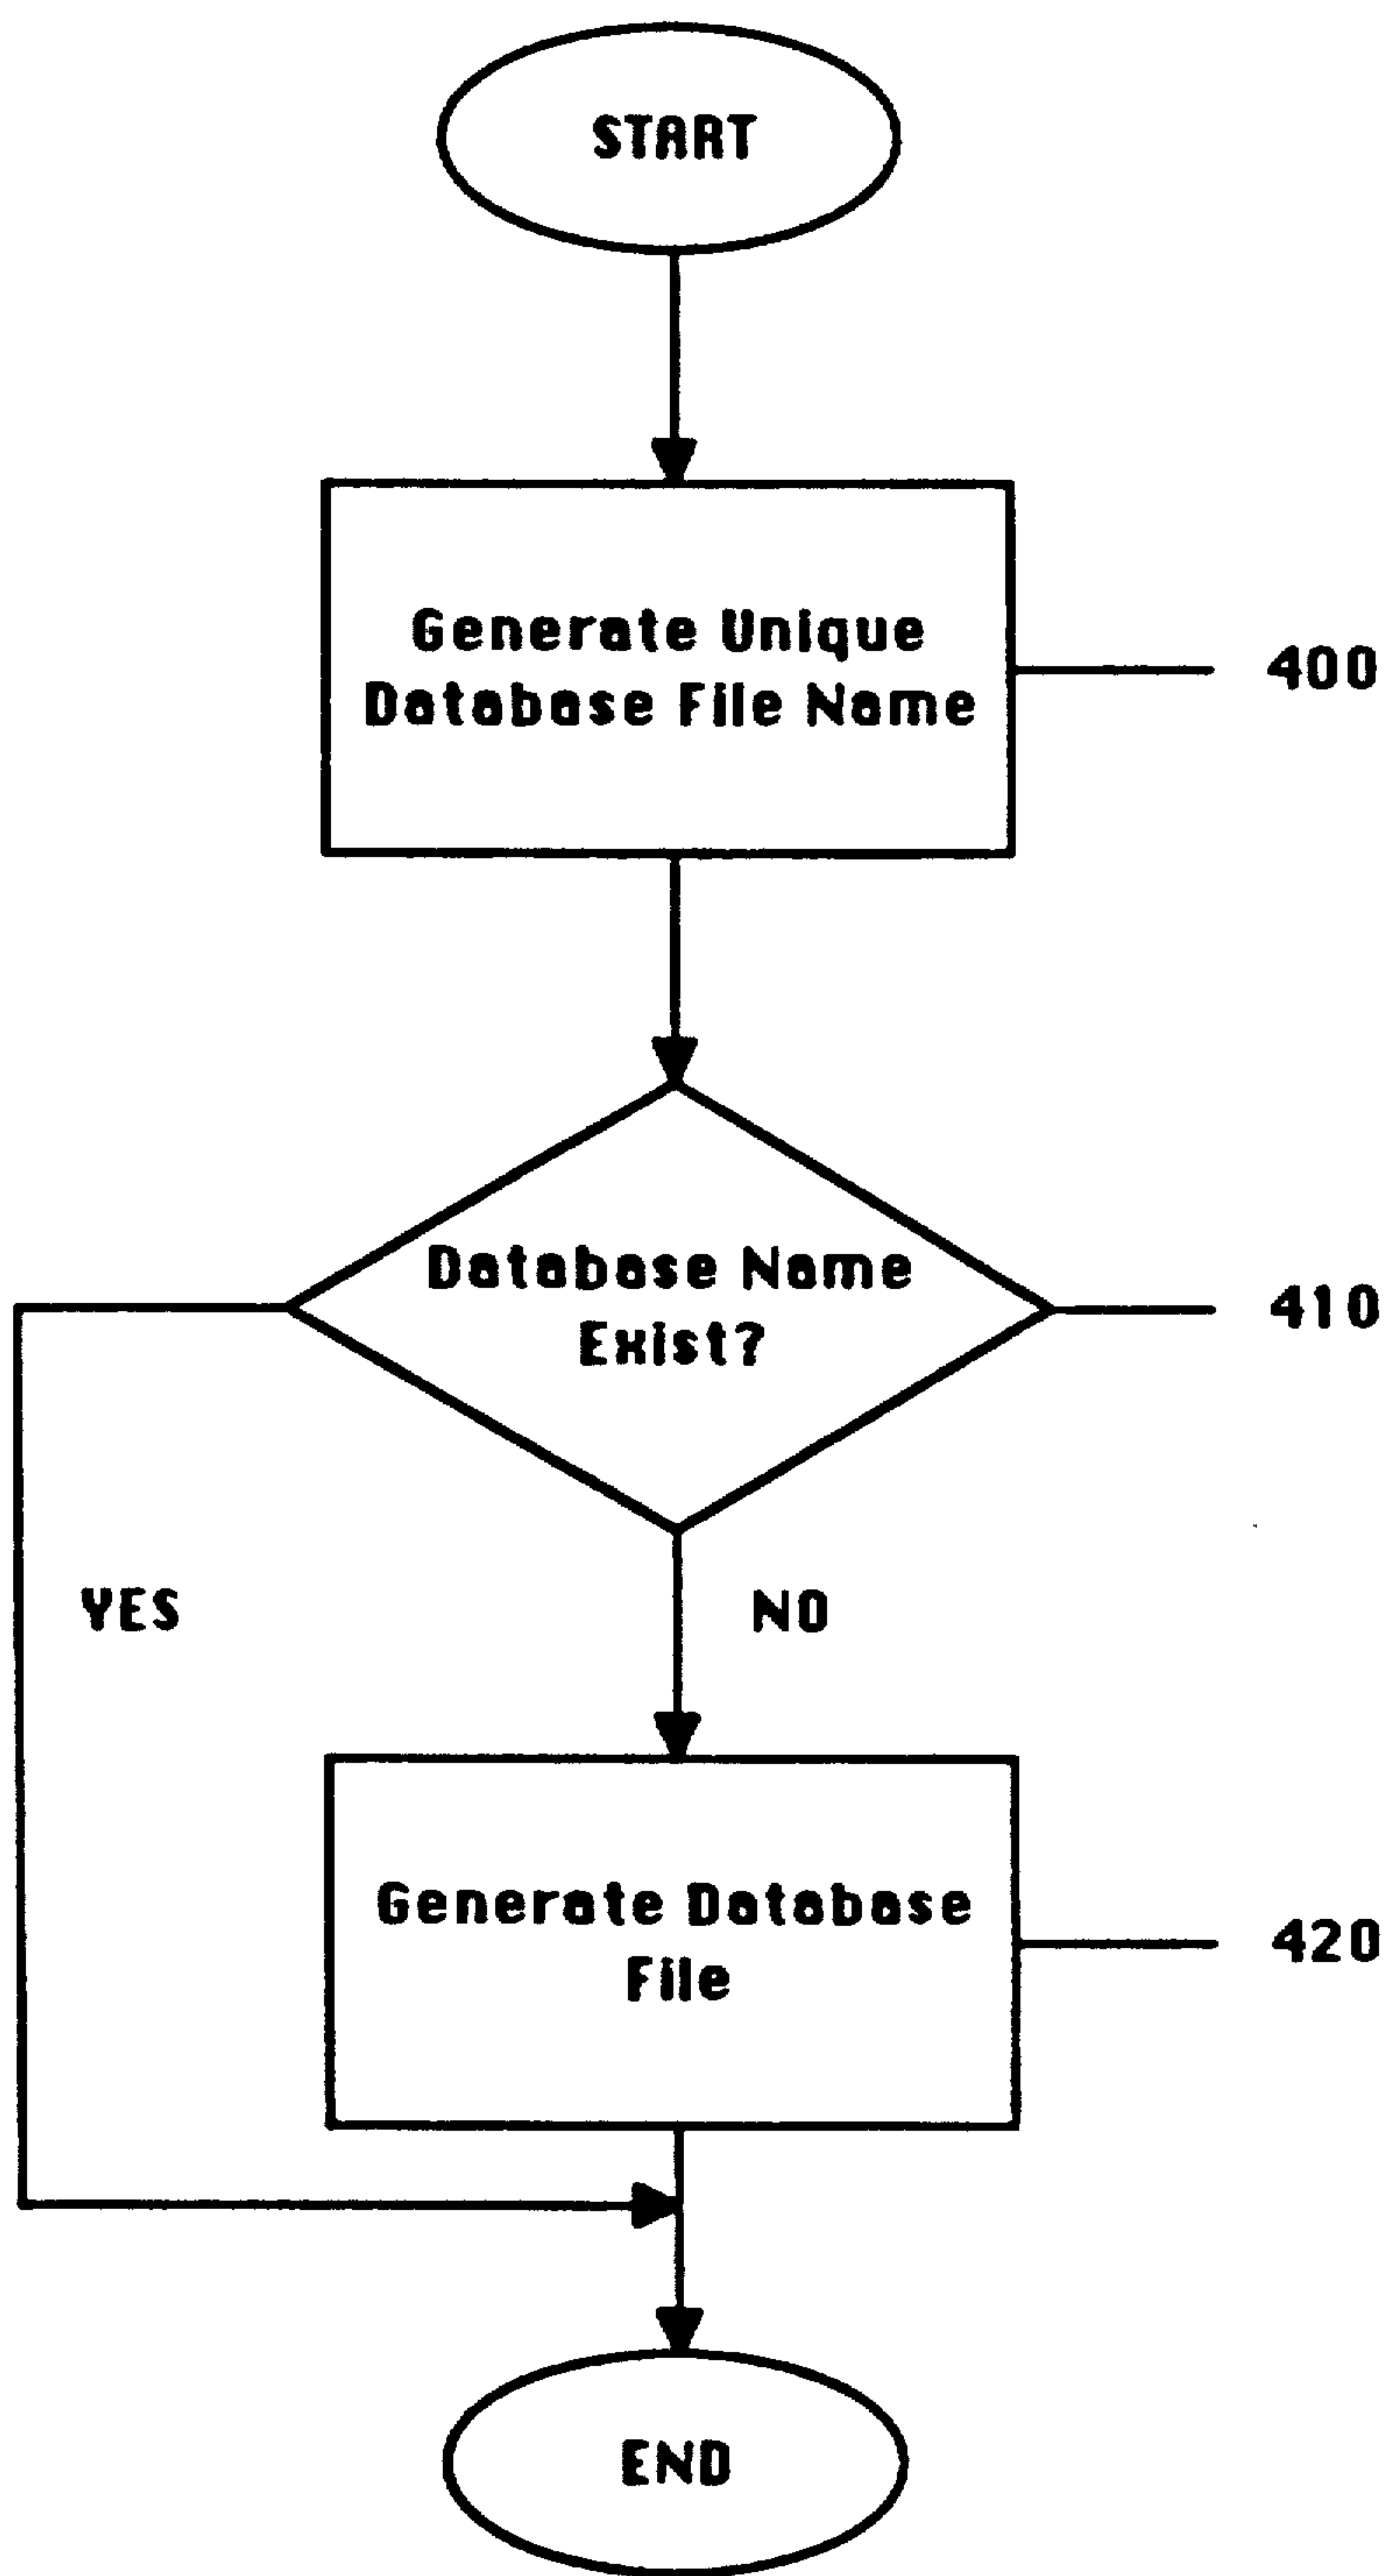 START
Generate Unique
Database File Name
400
Database Name
Exist?
410
YES
NO
Generate Database
File
420
END